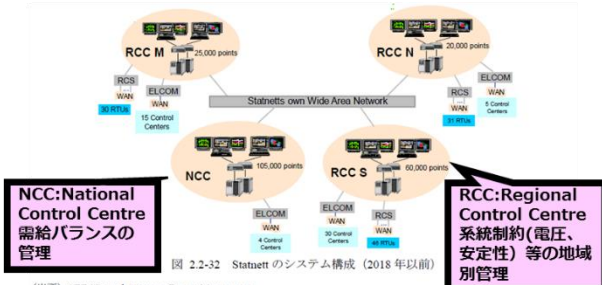 RCC M
25,000 points
RCC N
20,000 points
RCS
WAN
30 RTUs
ELCOM
WAN
15 Control
Centers
Statnetts own Wide Area Network
RCS
WAN
31 RTUs
ELCOM
WAN
5 Control
Centers
NCC
105,000 points
RCC S
60,000 points
ELCOM
WAN
4 Control
Centers
ELCOM
WAN
30 Control
Centers
RCS
WAN
NCC:National
Control Centre
需給バランスの
管理
RCC:Regional
Control Centre
系統制約(電圧、
安定性）等の地域
別管理
図 2.2-32 Statnett のシステム構成（2018 年以前）